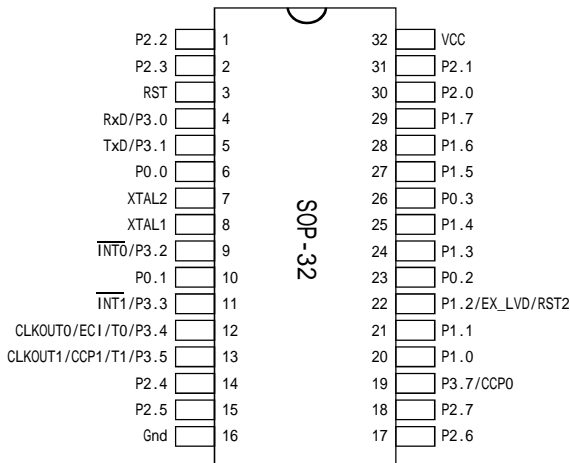 P2.2 1 32 VCC
P2.3 2 31 P2.1
RST 3 30 P2.0
RxD/P3.0 4 29 P1.7
TxD/P3.1 5 28 P1.6
P0.0 6 27 P1.5
XTAL2 7 26 P0.3
XTAL1 8 25 P1.4
INT0/P3.2 9 24 P1.3
P0.1 10 23 P0.2
INT1/P3.3 11 22 P1.2/EX_LVD/RST2
CLKOUT0/ECI/T0/P3.4 12 21 P1.1
CLKOUT1/CCP1/T1/P3.5 13 20 P1.0
P2.4 14 19 P3.7/CCP0
P2.5 15 18 P2.7
Gnd 16 17 P2.6
SOP-32